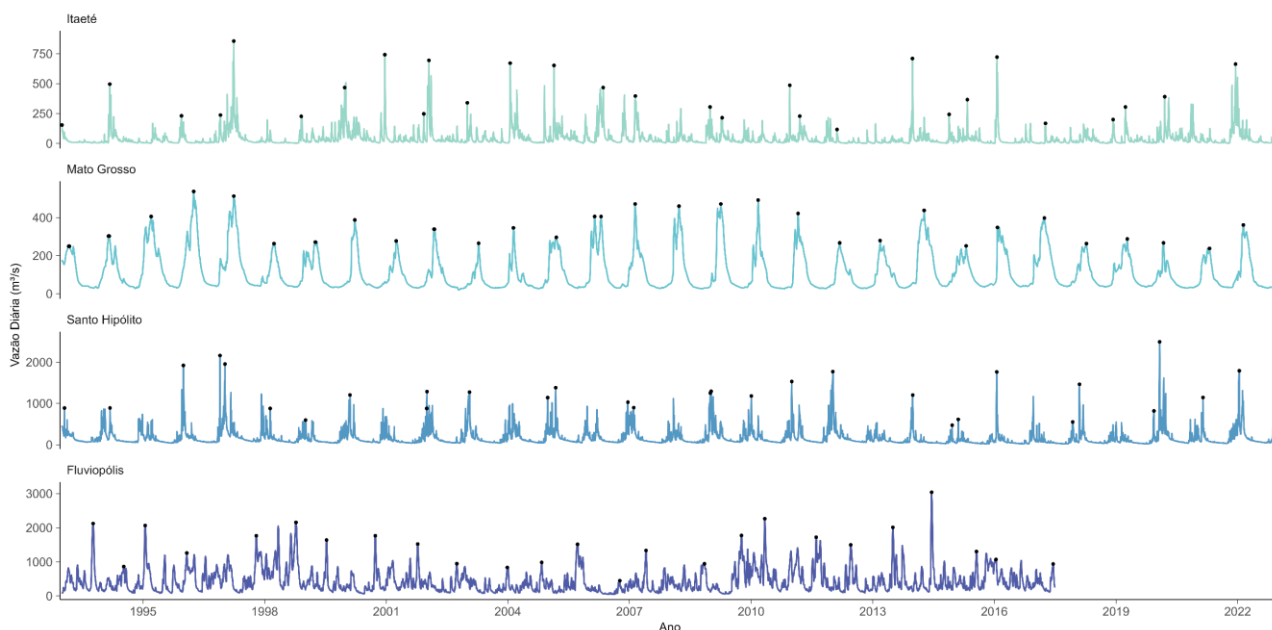 Itaeté
750
500
250
0
Mato Grosso
400
200
0
Santo Hipólito
2000
1000
0
Fluviopólis
3000
2000
1000
0
Vazão Diária (m³/s)
1995 1998 2001 2004 2007 2010 2013 2016 2019 2022
Ano